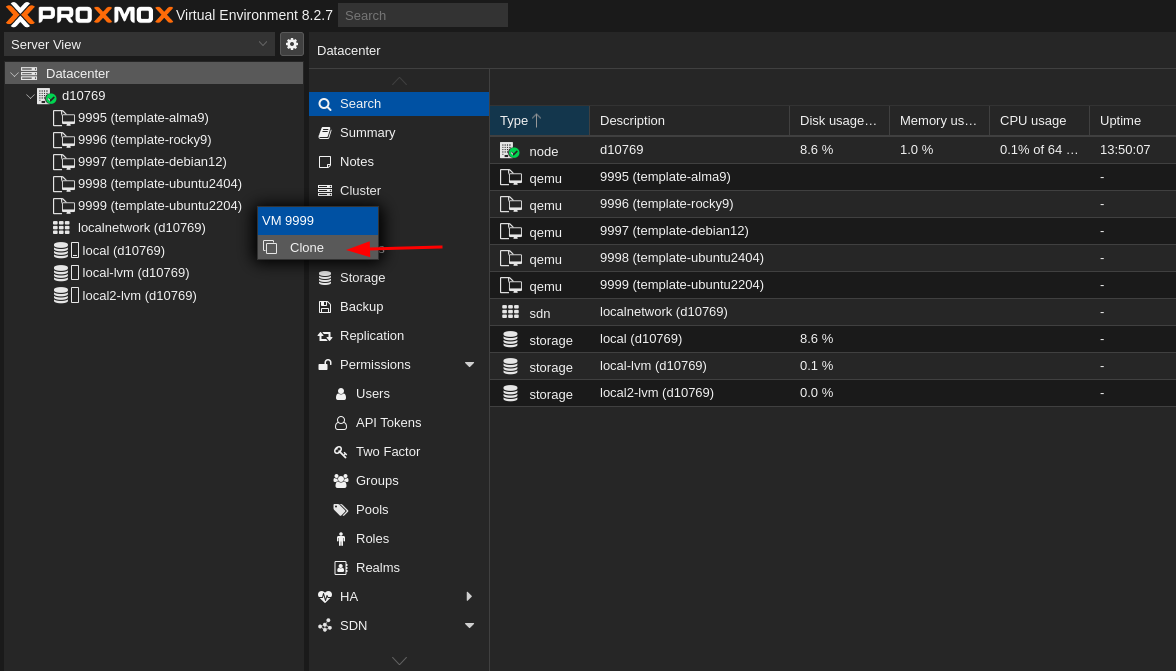 PROXMOX Virtual Environment 8.2.7 Search
Server View
Datacenter
d10769
9995 (template-alma9)
9996 (template-rocky9)
9997 (template-debian12)
9998 (template-ubuntu2404)
9999 (template-ubuntu2204)
localnetwork (d10769)
local (d10769)
local-lvm (d10769)
local2-lvm (d10769)
VM 9999
Clone
Datacenter
Search
Summary
Notes
Cluster
Storage
Backup
Replication
Permissions
Users
API Tokens
Two Factor
Groups
Pools
Roles
Realms
HA
SDN
Type Description Disk usage... Memory us... CPU usage Uptime
node d10769 8.6 % 1.0 % 0.1% of 64 ... 13:50:07
qemu 9995 (template-alma9) -
qemu 9996 (template-rocky9) -
qemu 9997 (template-debian12) -
qemu 9998 (template-ubuntu2404) -
qemu 9999 (template-ubuntu2204) -
sdn localnetwork (d10769) -
storage local (d10769) 8.6 % -
storage local-lvm (d10769) 0.1 % -
storage local2-lvm (d10769) 0.0 % -